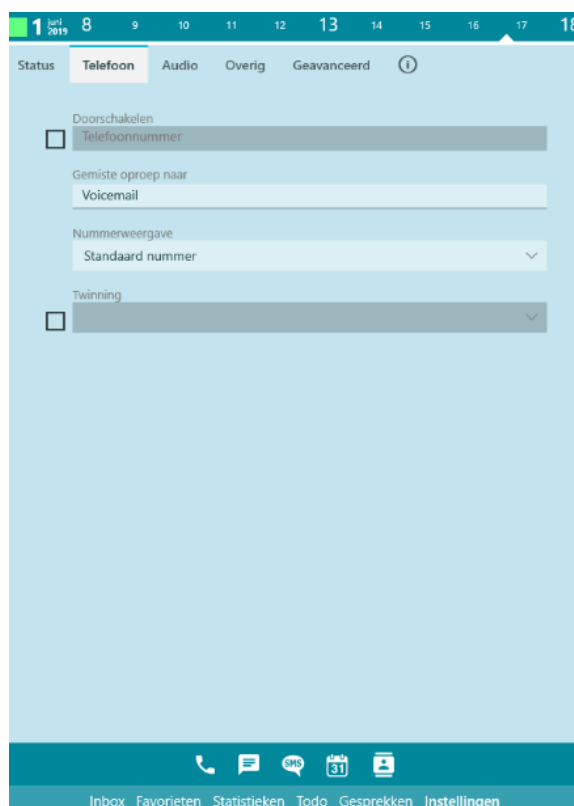 1 juni 2019 8 9 10 11 12 13 14 15 16 17 18
Status Telefoon Audio Overig Geavanceerd i
Doorschakelen
Telefoonnummer
Gemiste oproep naar
Voicemail
Nummerweergave
Standaard nummer
Twinning
SMS 31
Inbox Favorieten Statistieken Todo Gesprekken Instellingen